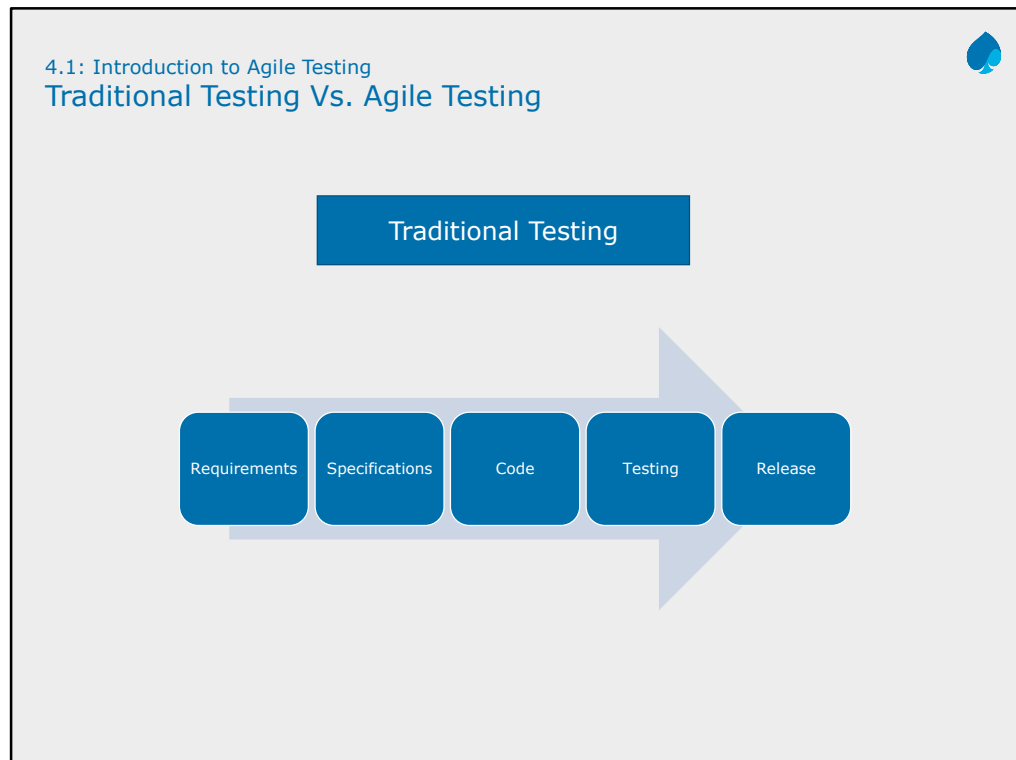 4.1: Introduction to Agile Testing
Traditional Testing Vs. Agile Testing
Traditional Testing
Requirements
Specifications
Code
Testing
Release